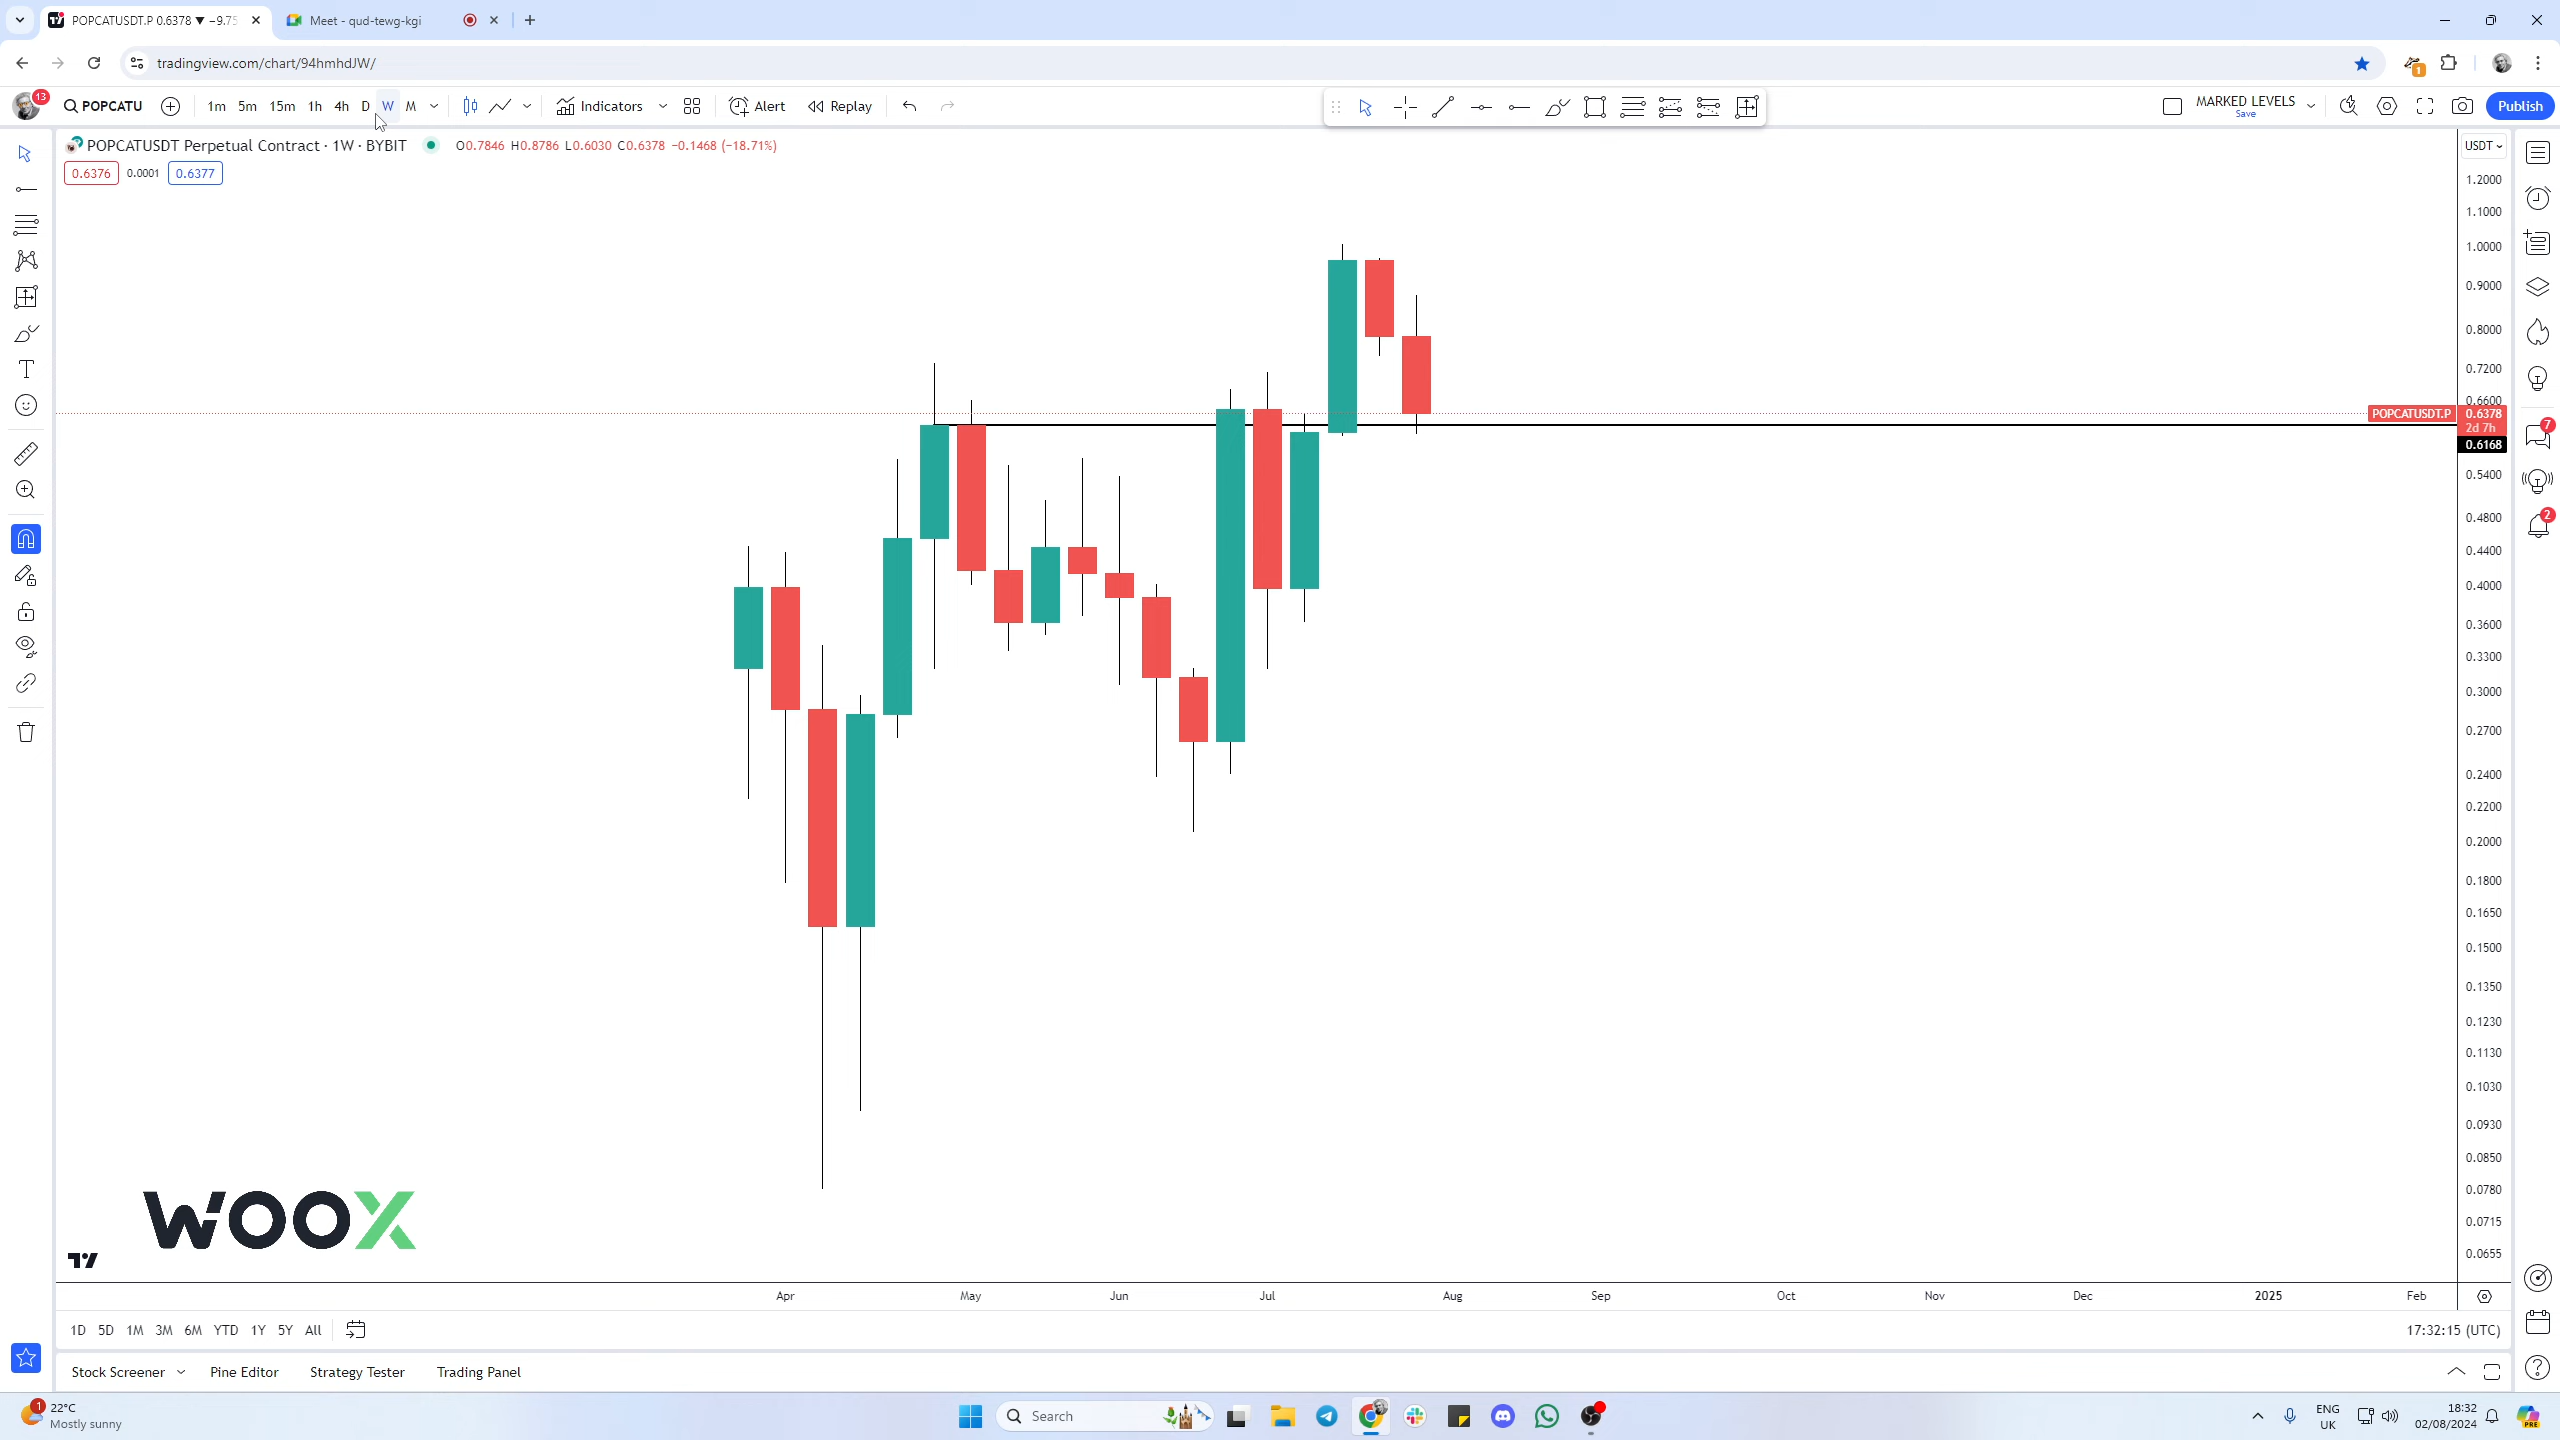 POPCATUSDT.P 0.6378 ▼ −9.75
Meet - qud-tewg-kgi
tradingview.com/chart/94hmhdJW/
1
13
POPCATU
1m 5m 15m 1h 4h D W M
Indicators
Alert
Replay
MARKED LEVELS
Save
Publish
POPCATUSDT Perpetual Contract · 1W · BYBIT
O0.7846 H0.8786 L0.6030 C0.6378 −0.1468 (−18.71%)
USDT
0.6376 0.0001 0.6377
1.2000
1.1000
1.0000
0.9000
0.8000
0.7200
0.6600
POPCATUSDT.P 0.6378
2d 7h
0.6168
0.5400
0.4800
0.4400
0.4000
0.3600
0.3300
0.3000
0.2700
0.2400
0.2200
0.2000
0.1800
0.1650
0.1500
0.1350
0.1230
0.1130
0.1030
0.0930
0.0850
0.0780
0.0715
0.0655
7
2
WOOX
Apr May Jun Jul Aug Sep Oct Nov Dec 2025 Feb
1D 5D 1M 3M 6M YTD 1Y 5Y All
17:32:15 (UTC)
Stock Screener Pine Editor Strategy Tester Trading Panel
1
22°C
Mostly sunny
Search
ENG
UK
18:32
02/08/2024
PRE